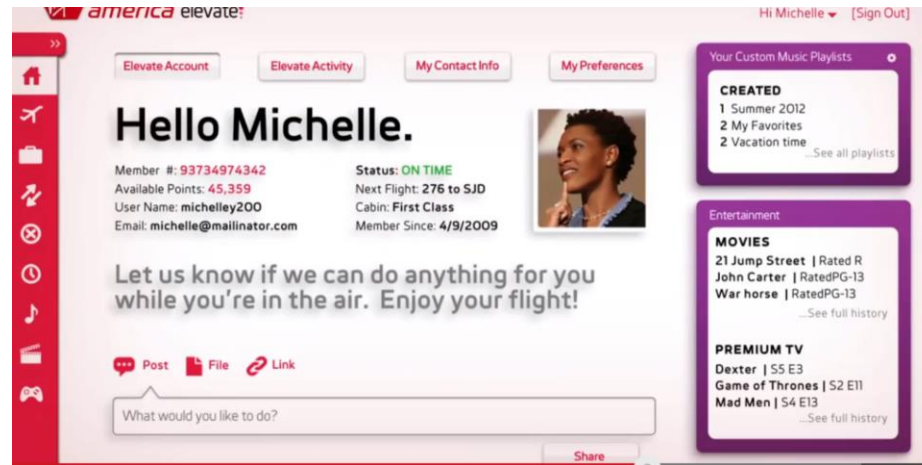 america elevate
Hi Michelle [Sign Out]
»
Elevate Account
Elevate Activity
My Contact Info
My Preferences
Hello Michelle.
Member #: 93734974342
Available Points: 45,359
User Name: michelley200
Email: michelle@mailinator.com
Status: ON TIME
Next Flight: 276 to SJD
Cabin: First Class
Member Since: 4/9/2009
Let us know if we can do anything for you
while you're in the air. Enjoy your flight!
Post
File
Link
What would you like to do?
Share
Your Custom Music Playlists
CREATED
1 Summer 2012
2 My Favorites
2 Vacation time
...See all playlists
Entertainment
MOVIES
21 Jump Street | Rated R
John Carter | RatedPG-13
War horse | RatedPG-13
...See full history
PREMIUM TV
Dexter | S5 E3
Game of Thrones | S2 E11
Mad Men | S4 E13
...See full history